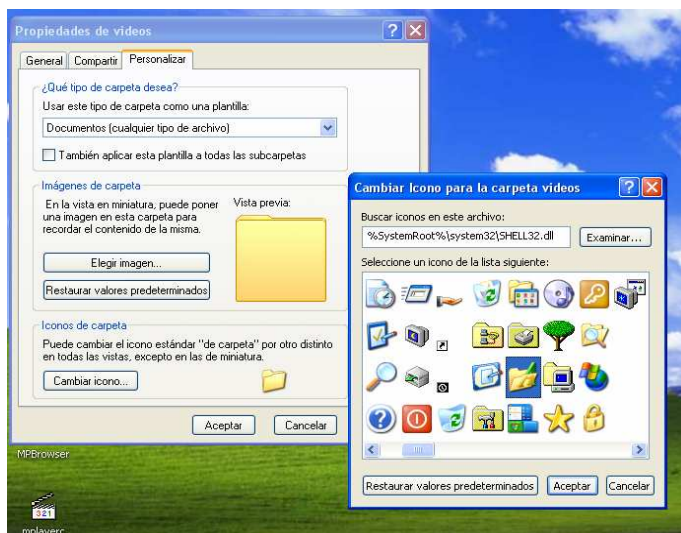 Propiedades de videos
General Compartir Personalizar
¿Qué tipo de carpeta desea?
Usar este tipo de carpeta como una plantilla:
Documentos (cualquier tipo de archivo)
También aplicar esta plantilla a todas las subcarpetas
Imágenes de carpeta
En la vista en miniatura, puede poner
una imagen en esta carpeta para
recordar el contenido de la misma.
Vista previa:
Elegir imagen...
Restaurar valores predeterminados
Iconos de carpeta
Puede cambiar el icono estándar "de carpeta" por otro distinto
en todas las vistas, excepto en las de miniatura.
Cambiar icono...
Aceptar Cancelar
Cambiar Icono para la carpeta videos
Buscar iconos en este archivo:
%SystemRoot%\system32\SHELL32.dll Examinar...
Seleccione un icono de la lista siguiente:
Restaurar valores predeterminados Aceptar Cancelar
MPBrowser
321
mplayerc